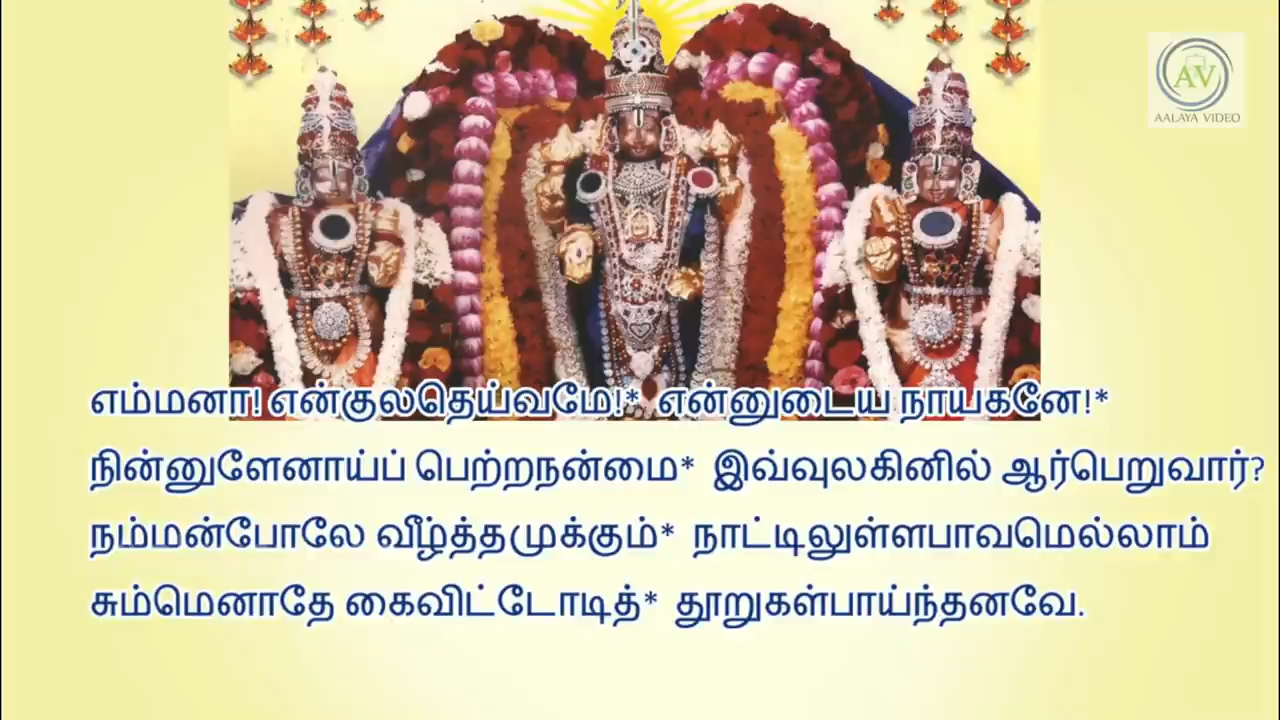 AV
AALAYA VIDEO
எம்மனா! என்குலதெய்வமே!* என்னுடைய நாயகனே!*
நின்னுளேனாய்ப் பெற்றநன்மை* இவ்வுலகினில் ஆர்பெறுவார்?
நம்மன்போலே வீழ்த்தமுக்கும்* நாட்டிலுள்ளபாவமெல்லாம்
சும்மெனாதே கைவிட்டோடித்* தூறுகள்பாய்ந்தனவே.